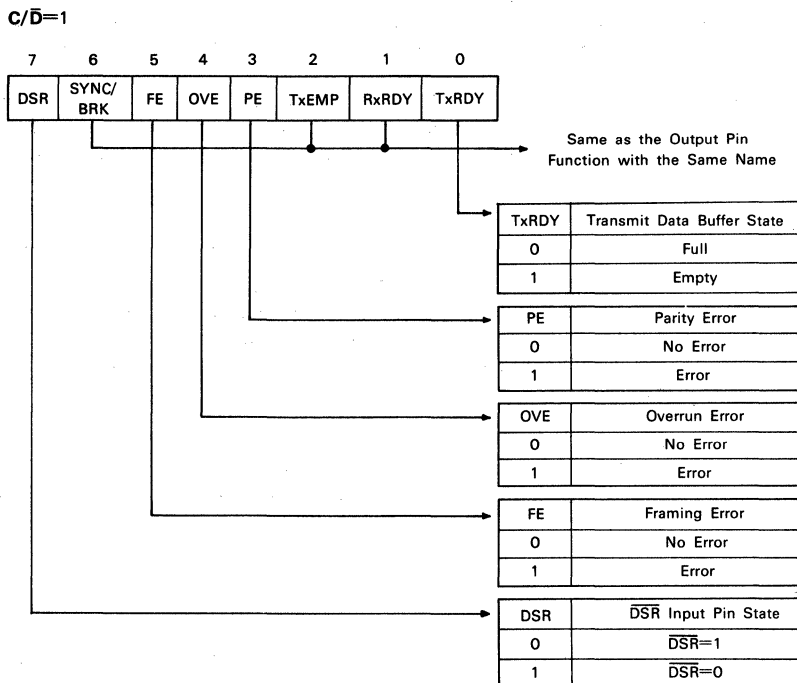 C/D̅=1
7 6 5 4 3 2 1 0
DSR SYNC/BRK FE OVE PE TxEMP RxRDY TxRDY
Same as the Output Pin
Function with the Same Name
TxRDY Transmit Data Buffer State
0 Full
1 Empty
PE Parity Error
0 No Error
1 Error
OVE Overrun Error
0 No Error
1 Error
FE Framing Error
0 No Error
1 Error
DSR D̅S̅R̅ Input Pin State
0 D̅S̅R̅=1
1 D̅S̅R̅=0